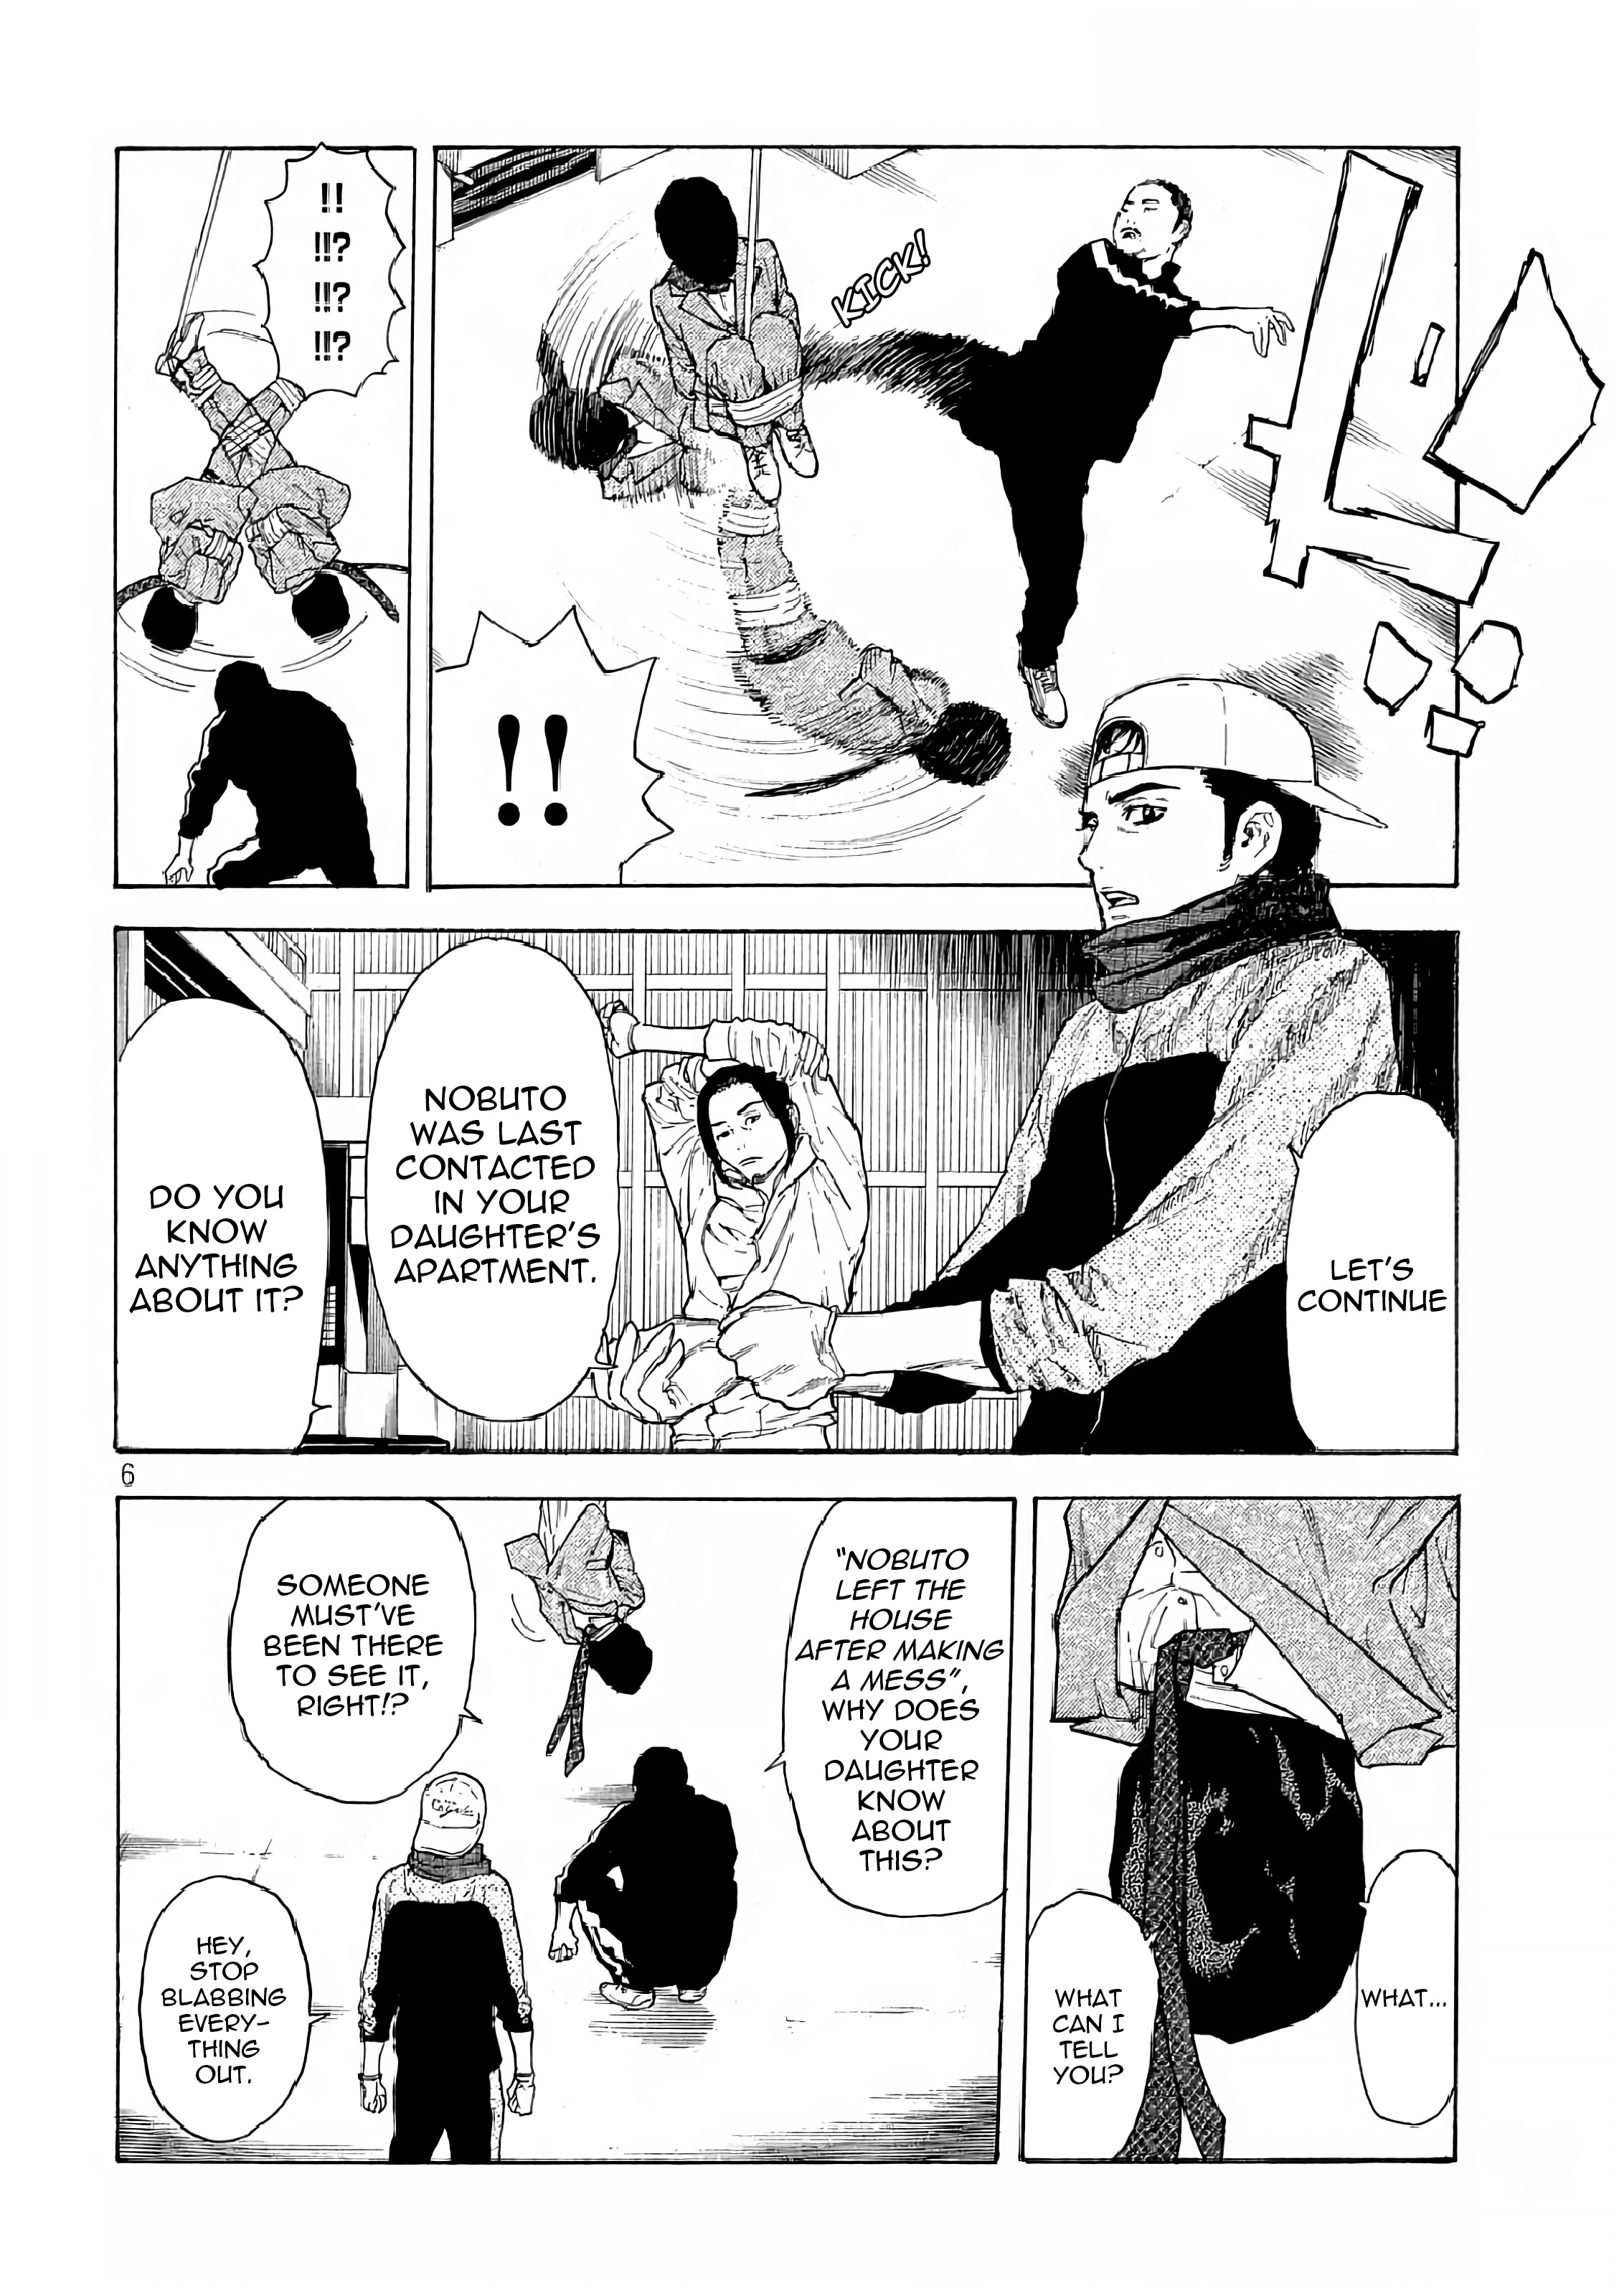 KICK!
!!
!!
!!?
!!?
!!?
LET'S
CONTINUE
NOBUTO
WAS LAST
CONTACTED
IN YOUR
DAUGHTER'S
APARTMENT.
DO YOU
KNOW
ANYTHING
ABOUT IT?
6
WHAT...
WHAT
CAN I
TELL
YOU?
"NOBUTO
LEFT THE
HOUSE
AFTER MAKING
A MESS",
WHY DOES
YOUR
DAUGHTER
KNOW
ABOUT
THIS?
SOMEONE
MUST'VE
BEEN THERE
TO SEE IT,
RIGHT!?
HEY,
STOP
BLABBING
EVERY-
THING
OUT.